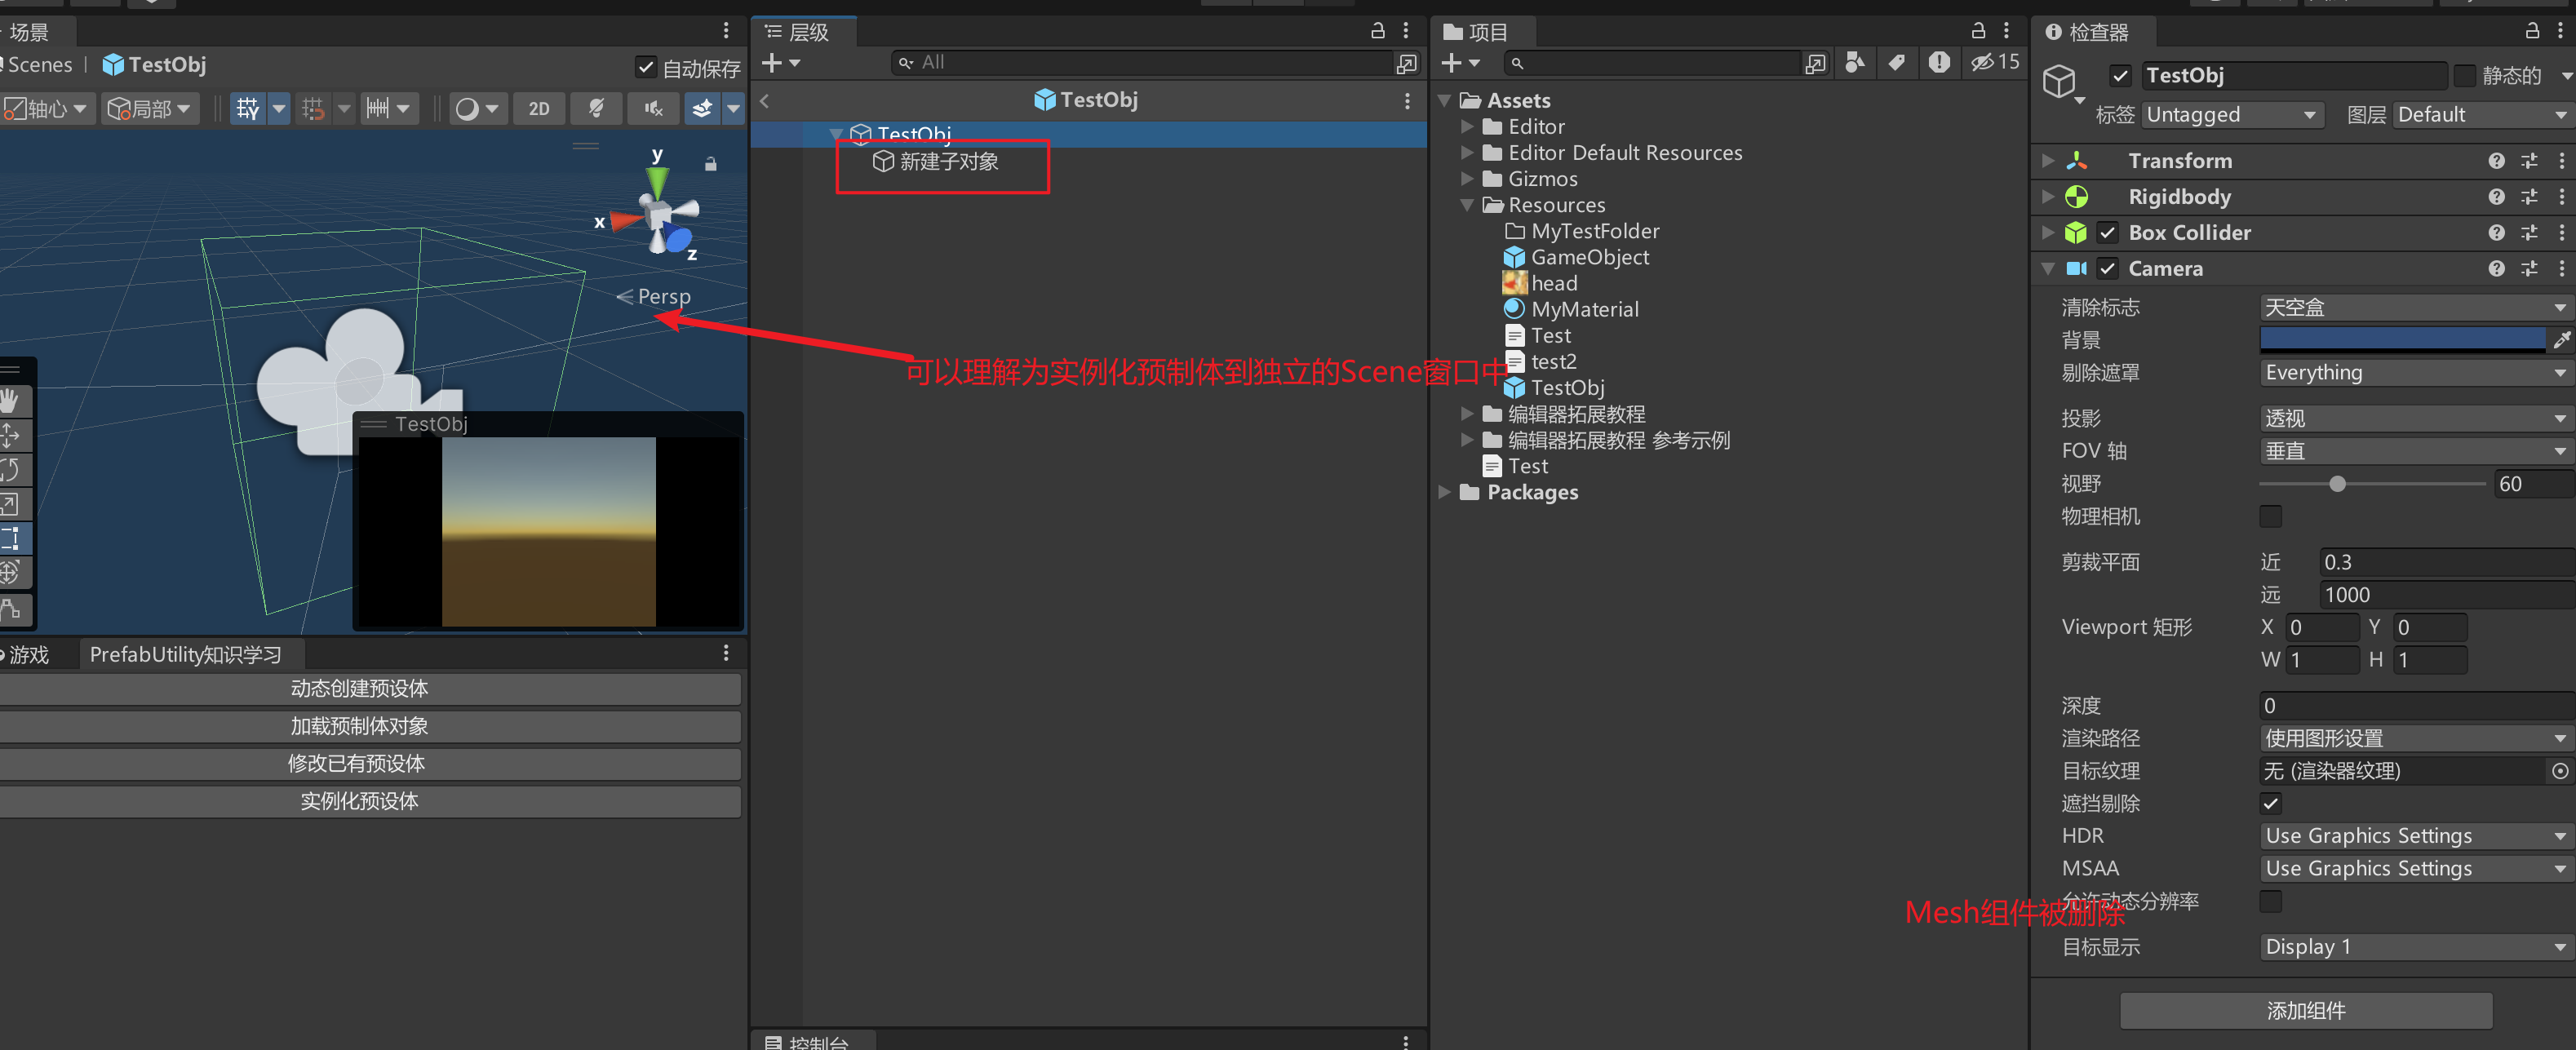 场景
Scenes | TestObj
自动保存
轴心
局部
2D
y
x
z
Persp
TestObj
游戏
PrefabUtility知识学习
动态创建预设体
加载预制体对象
修改已有预设体
实例化预设体
层级
All
TestObj
TestObj
新建子对象
可以理解为实例化预制体到独立的Scene窗口中
控制台
项目
15
Assets
Editor
Editor Default Resources
Gizmos
Resources
MyTestFolder
GameObject
head
MyMaterial
Test
test2
TestObj
编辑器拓展教程
编辑器拓展教程 参考示例
Test
Packages
检查器
TestObj
静态的
标签 Untagged 图层 Default
Transform
Rigidbody
Box Collider
Camera
清除标志 天空盒
背景
剔除遮罩 Everything
投影 透视
FOV 轴 垂直
视野 60
物理相机
剪裁平面 近 0.3
远 1000
Viewport 矩形 X 0 Y 0
W 1 H 1
深度 0
渲染路径 使用图形设置
目标纹理 无 (渲染器纹理)
遮挡剔除
HDR Use Graphics Settings
MSAA Use Graphics Settings
允许动态分辨率
Mesh组件被删除
目标显示 Display 1
添加组件